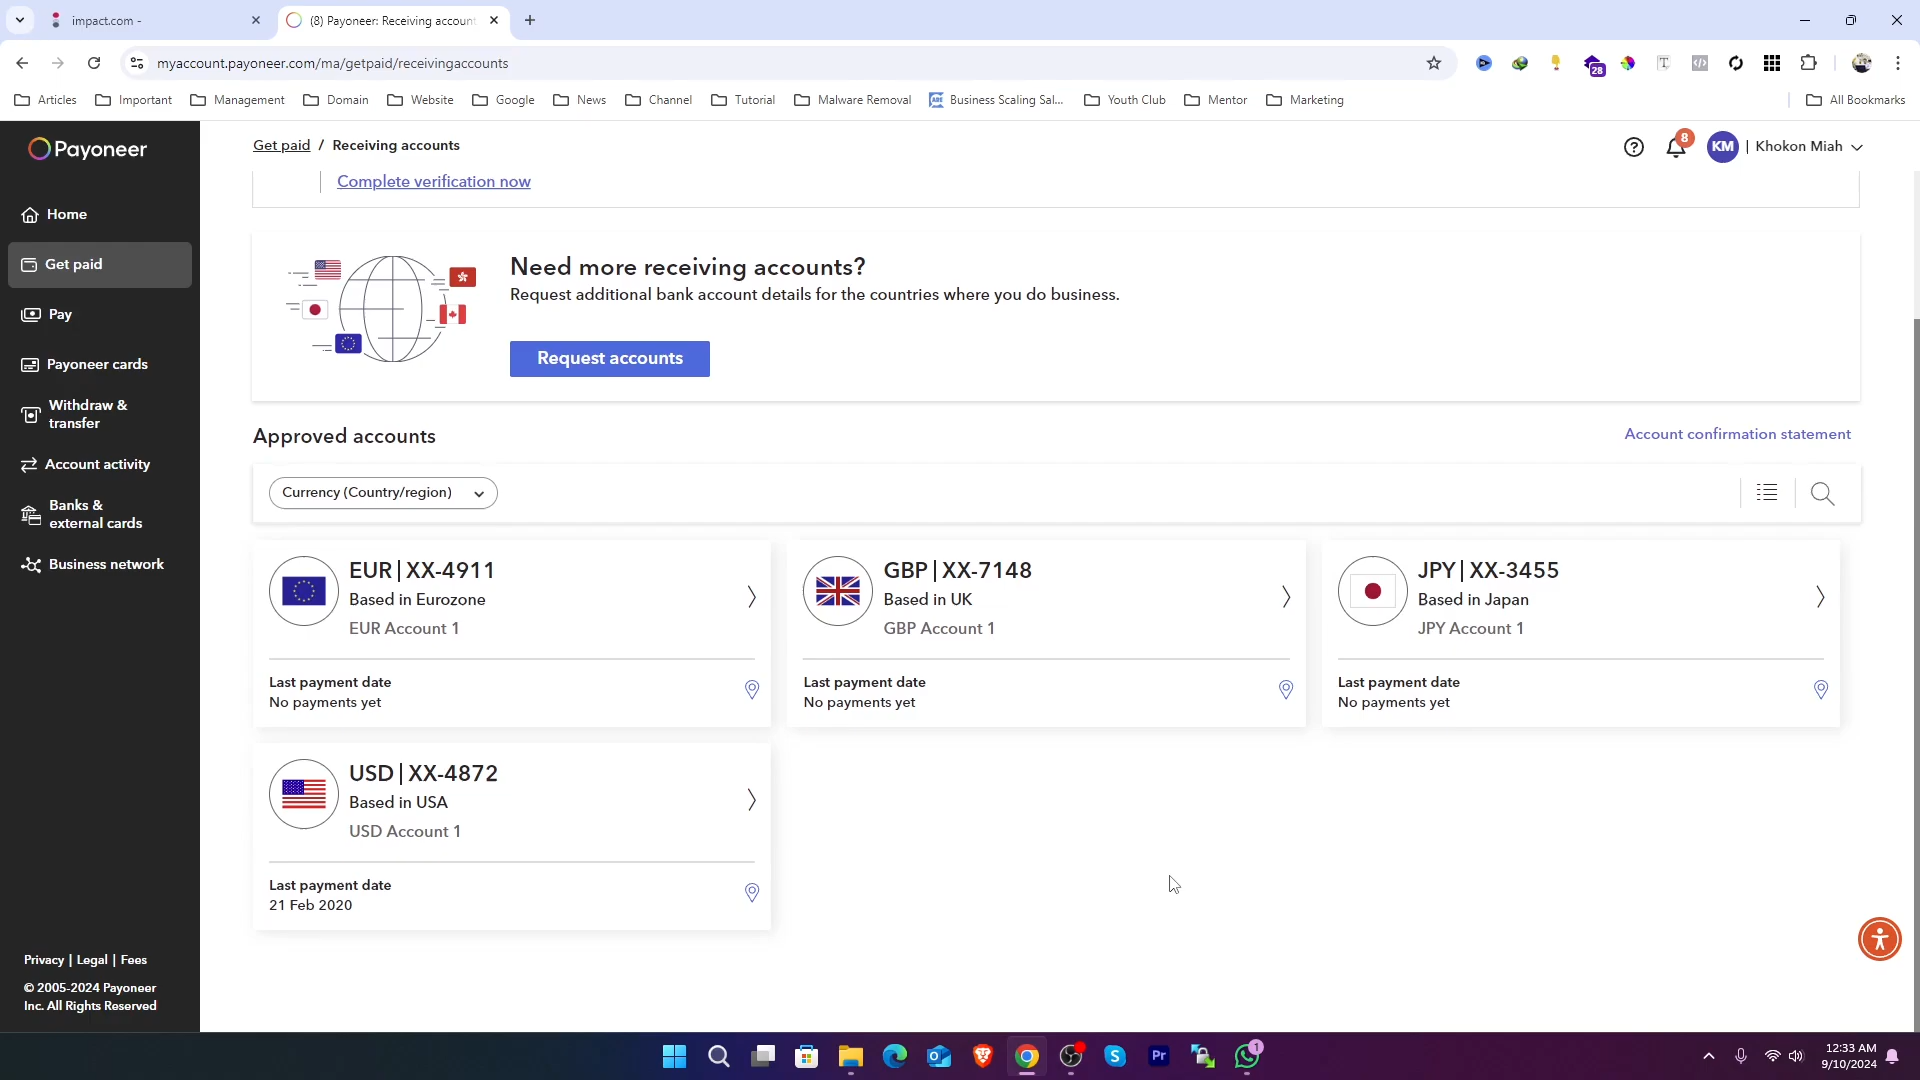 impact.com -
(8) Payoneer: Receiving account
myaccount.payoneer.com/ma/getpaid/receivingaccounts
28
Articles
Important
Management
Domain
Website
Google
News
Channel
Tutorial
Malware Removal
Business Scaling Sal...
Youth Club
Mentor
Marketing
All Bookmarks
Payoneer
Home
Get paid
Pay
Payoneer cards
Withdraw &
transfer
Account activity
Banks &
external cards
Business network
Privacy | Legal | Fees
© 2005-2024 Payoneer
Inc. All Rights Reserved
Get paid / Receiving accounts
8
KM | Khokon Miah
Complete verification now
Need more receiving accounts?
Request additional bank account details for the countries where you do business.
Request accounts
Approved accounts
Account confirmation statement
Currency (Country/region)
EUR | XX-4911
Based in Eurozone
EUR Account 1
Last payment date
No payments yet
GBP | XX-7148
Based in UK
GBP Account 1
Last payment date
No payments yet
JPY | XX-3455
Based in Japan
JPY Account 1
Last payment date
No payments yet
USD | XX-4872
Based in USA
USD Account 1
Last payment date
21 Feb 2020
Pr
1
12:33 AM
9/10/2024